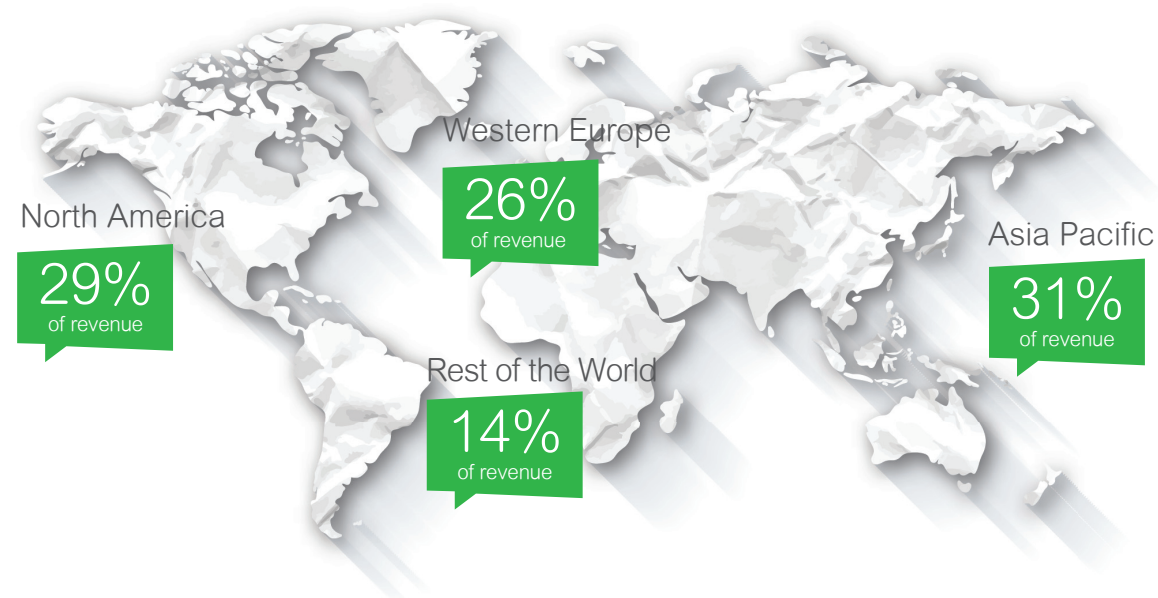 Western Europe
26%
of revenue
North America
29%
of revenue
Asia Pacific
31%
of revenue
Rest of the World
14%
of revenue